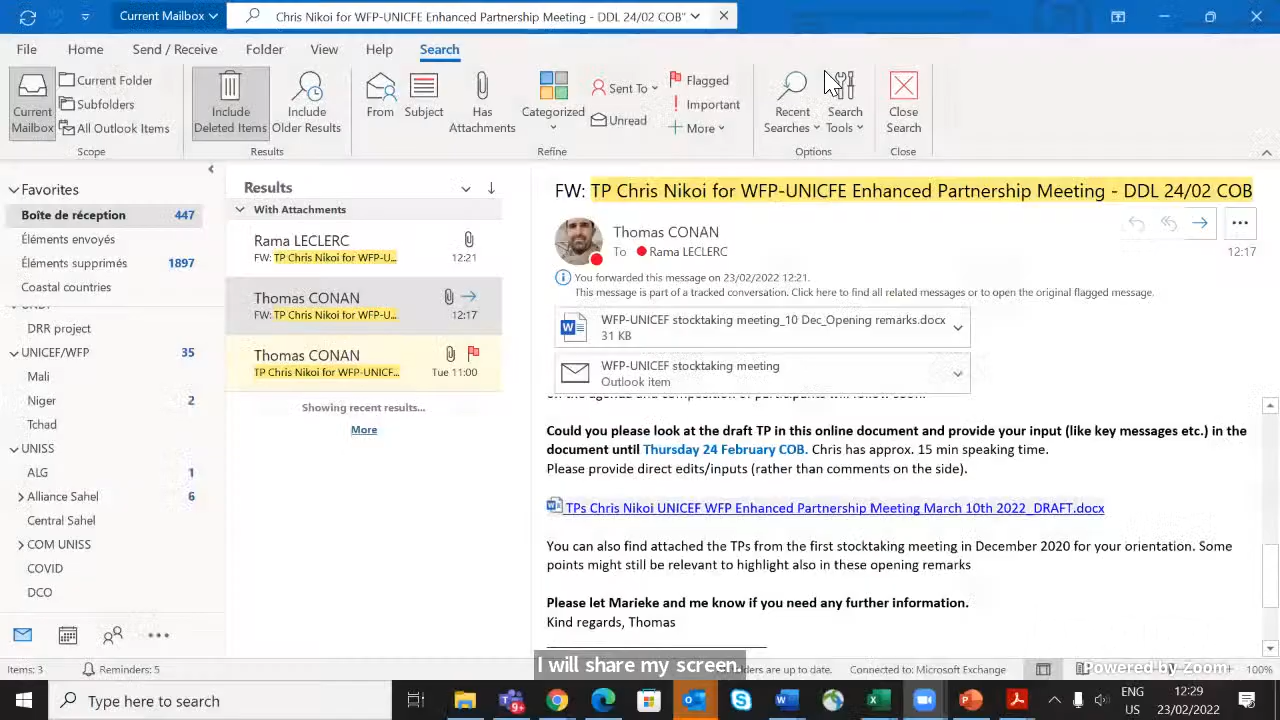 Current Mailbox
Chris Nikoi for WFP-UNICFE Enhanced Partnership Meeting - DDL 24/02 COB"
File Home Send / Receive Folder View Help Search
Current Mailbox
Current Folder
Subfolders
All Outlook Items
Scope
Include Deleted Items
Include Older Results
Results
From
Subject
Has Attachments
Categorized
Sent To
Unread
Flagged
Important
More
Refine
Recent Searches
Search Tools
Options
Close Search
Close
Favorites
Boîte de réception 447
Éléments envoyés
Éléments supprimés 1897
Coastal countries
DRR project
UNICEF/WFP 35
Mali
Niger 2
Tchad
UNISS
ALG 1
Alliance Sahel 6
Central Sahel
COM UNISS
COVID
DCO
Results
With Attachments
Rama LECLERC
FW: TP Chris Nikoi for WFP-U... 12:21
Thomas CONAN
FW: TP Chris Nikoi for WFP-U... 12:17
Thomas CONAN
TP Chris Nikoi for WFP-UNICF... Tue 11:00
Showing recent results...
More
FW: TP Chris Nikoi for WFP-UNICFE Enhanced Partnership Meeting - DDL 24/02 COB
Thomas CONAN
To Rama LECLERC
12:17
You forwarded this message on 23/02/2022 12:21.
This message is part of a tracked conversation. Click here to find all related messages or to open the original flagged message.
WFP-UNICEF stocktaking meeting_10 Dec_Opening remarks.docx
31 KB
WFP-UNICEF stocktaking meeting
Outlook item
Could you please look at the draft TP in this online document and provide your input (like key messages etc.) in the
document until Thursday 24 February COB. Chris has approx. 15 min speaking time.
Please provide direct edits/inputs (rather than comments on the side).
TPs Chris Nikoi UNICEF WFP Enhanced Partnership Meeting March 10th 2022_DRAFT.docx
You can also find attached the TPs from the first stocktaking meeting in December 2020 for your orientation. Some
points might still be relevant to highlight also in these opening remarks
Please let Marieke and me know if you need any further information.
Kind regards, Thomas
I will share my screen.
Items: 3 Reminders: 5 ders are up to date. Connected to: Microsoft Exchange 100%
Powered by Zoom
Type here to search
9+
ENG
US
12:29
23/02/2022